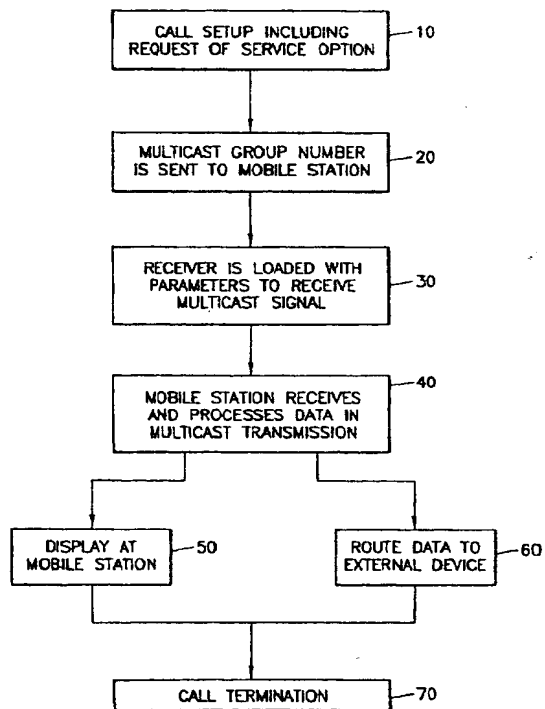 CALL SETUP INCLUDING
REQUEST OF SERVICE OPTION
10
MULTICAST GROUP NUMBER
IS SENT TO MOBILE STATION
20
RECEIVER IS LOADED WITH
PARAMETERS TO RECEIVE
MULTICAST SIGNAL
30
MOBILE STATION RECEIVES
AND PROCESSES DATA IN
MULTICAST TRANSMISSION
40
DISPLAY AT
MOBILE STATION
50
ROUTE DATA TO
EXTERNAL DEVICE
60
CALL TERMINATION
70